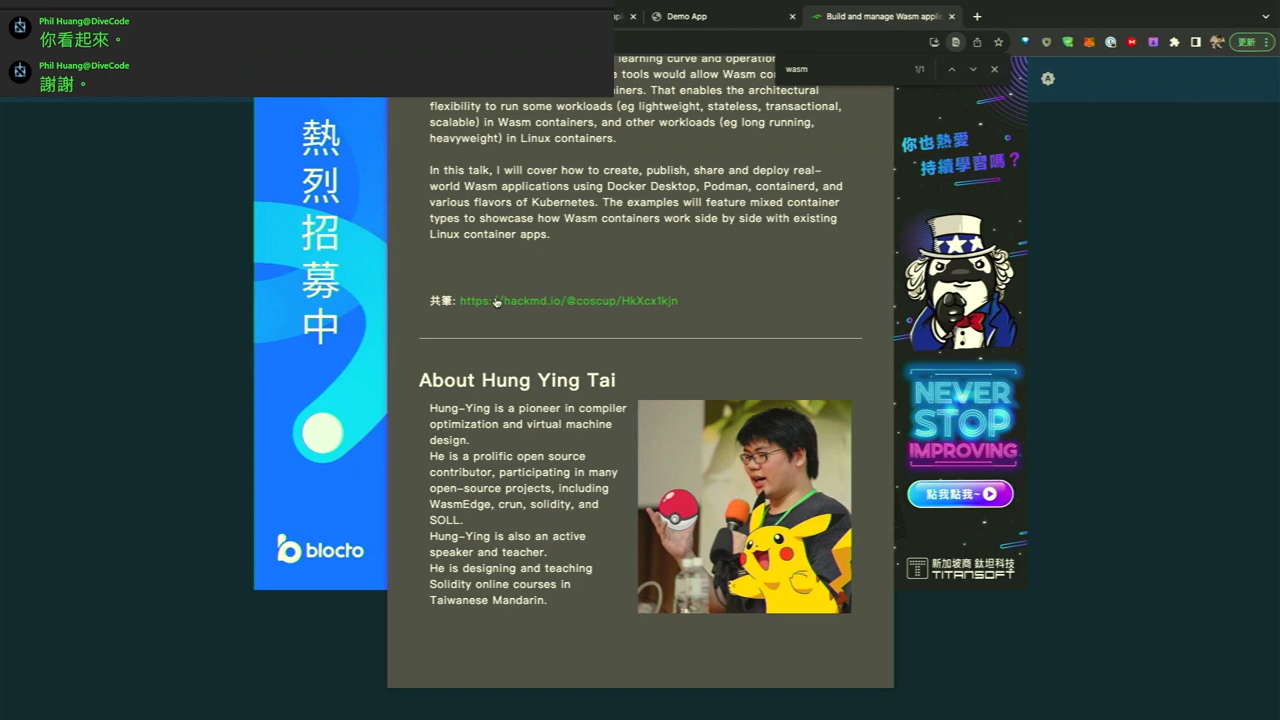 Phil Huang@DiveCode
你看起來。
Phil Huang@DiveCode
謝謝。
Demo App
Build and manage Wasm applic
更新
wasm
1/1
learning curve and operation
e tools would allow Wasm co
iners. That enables the architectural
flexibility to run some workloads (eg lightweight, stateless, transactional,
scalable) in Wasm containers, and other workloads (eg long running,
heavyweight) in Linux containers.
In this talk, I will cover how to create, publish, share and deploy real-
world Wasm applications using Docker Desktop, Podman, containerd, and
various flavors of Kubernetes. The examples will feature mixed container
types to showcase how Wasm containers work side by side with existing
Linux container apps.
共筆: https://hackmd.io/@coscup/HkXcx1kjn
About Hung Ying Tai
Hung-Ying is a pioneer in compiler
optimization and virtual machine
design.
He is a prolific open source
contributor, participating in many
open-source projects, including
WasmEdge, crun, solidity, and
SOLL.
Hung-Ying is also an active
speaker and teacher.
He is designing and teaching
Solidity online courses in
Taiwanese Mandarin.
熱烈招募中
blocto
你也熱愛
持續學習嗎？
NEVER
STOP
IMPROVING
點我點我~
新加坡商 鈦坦科技
TITANSOFT